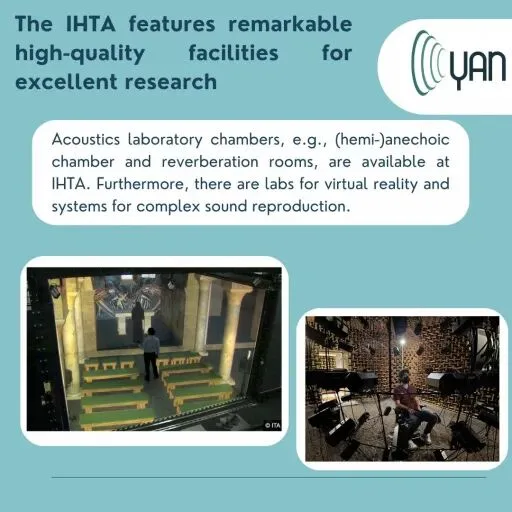 The IHTA features remarkable
high-quality facilities for
excellent research
YAN
Acoustics laboratory chambers, e.g., (hemi-)anechoic
chamber and reverberation rooms, are available at
IHTA. Furthermore, there are labs for virtual reality and
systems for complex sound reproduction.
© ITA